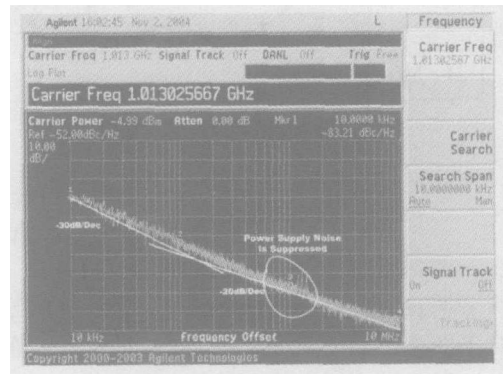 Agilent 16:02:45 Nov 2, 2004 L
Frequency
Carrier Freq 1.013 GHz Signal Track Off DANL Off Trig Free
Log Plot
Carrier Freq
1.01302567 GHz
Carrier Freq 1.013025667 GHz
Carrier Power -4.99 dBm Atten 0.00 dB Mkr1 10.0000 kHz
Ref -52.00dBc/Hz -83.21 dBc/Hz
10.00
dB/
Carrier
Search
Search Span
10.0000000 kHz
Auto Man
-30dB/Dec
Power Supply Noise
is Suppressed
-20dB/Dec
Signal Track
On Off
10 kHz Frequency Offset 10 MHz
Tracking
Copyright 2000-2003 Agilent Technologies